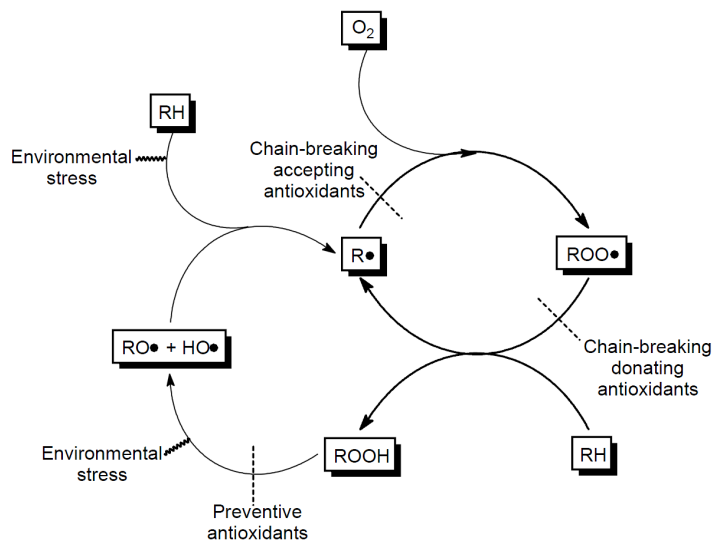 O2
RH
Environmental
stress
Chain-breaking
accepting
antioxidants
R●
ROO●
RO● + HO●
Chain-breaking
donating
antioxidants
Environmental
stress
ROOH
RH
Preventive
antioxidants